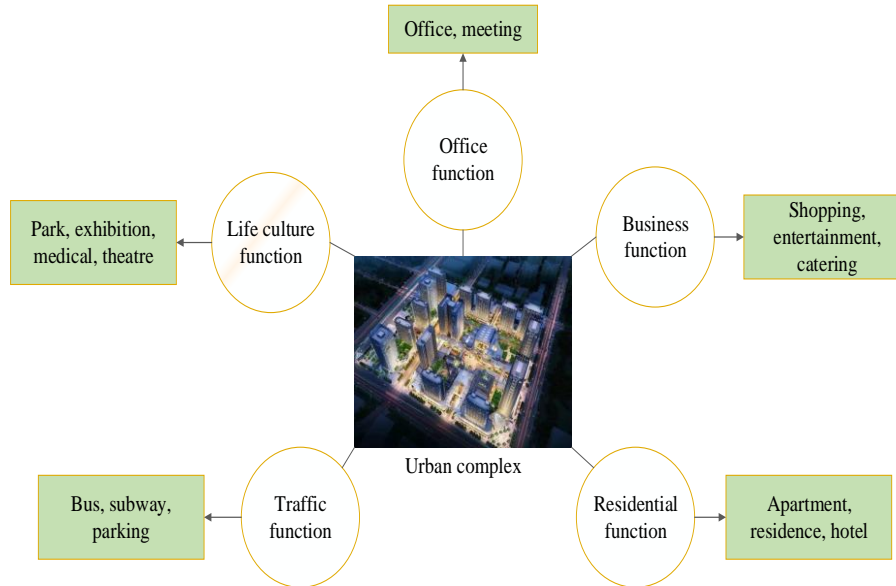 Office, meeting
Office
function
Life culture
function
Business
function
Park, exhibition,
medical, theatre
Shopping,
entertainment,
catering
Urban complex
Bus, subway,
parking
Traffic
function
Residential
function
Apartment,
residence, hotel